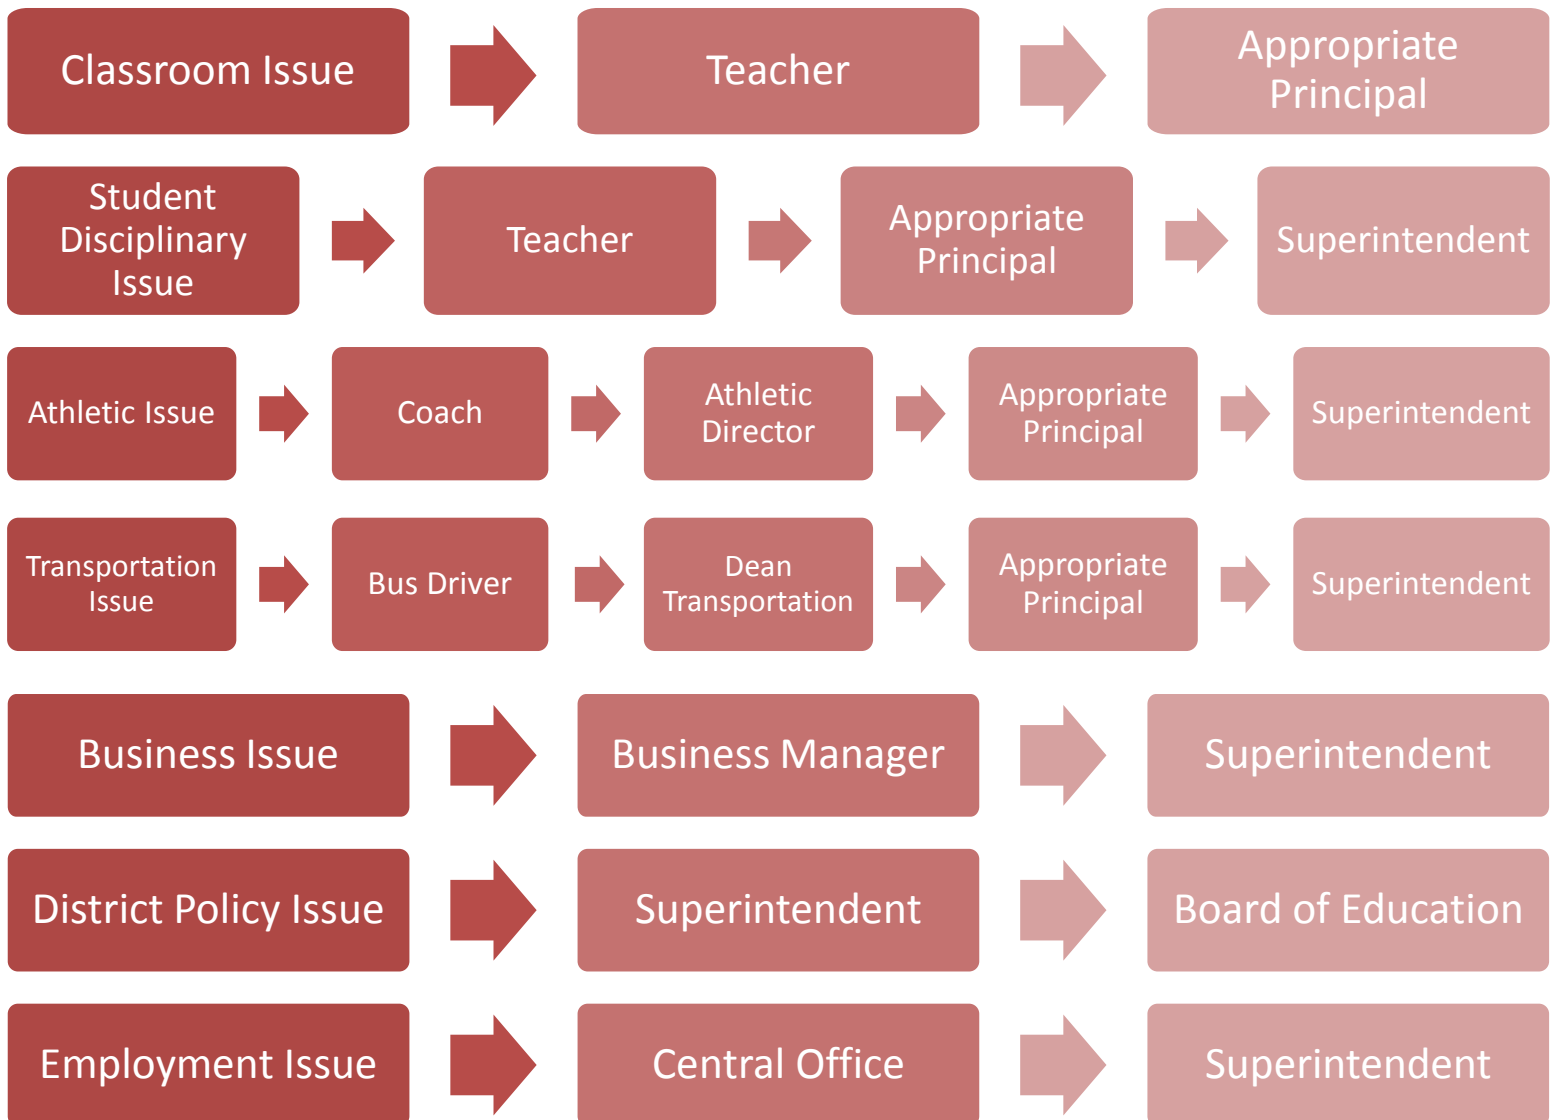 Classroom Issue
Teacher
Appropriate
Principal
Student
Disciplinary
Issue
Teacher
Appropriate
Principal
Superintendent
Athletic Issue
Coach
Athletic
Director
Appropriate
Principal
Superintendent
Transportation
Issue
Bus Driver
Dean
Transportation
Appropriate
Principal
Superintendent
Business Issue
Business Manager
Superintendent
District Policy Issue
Superintendent
Board of Education
Employment Issue
Central Office
Superintendent